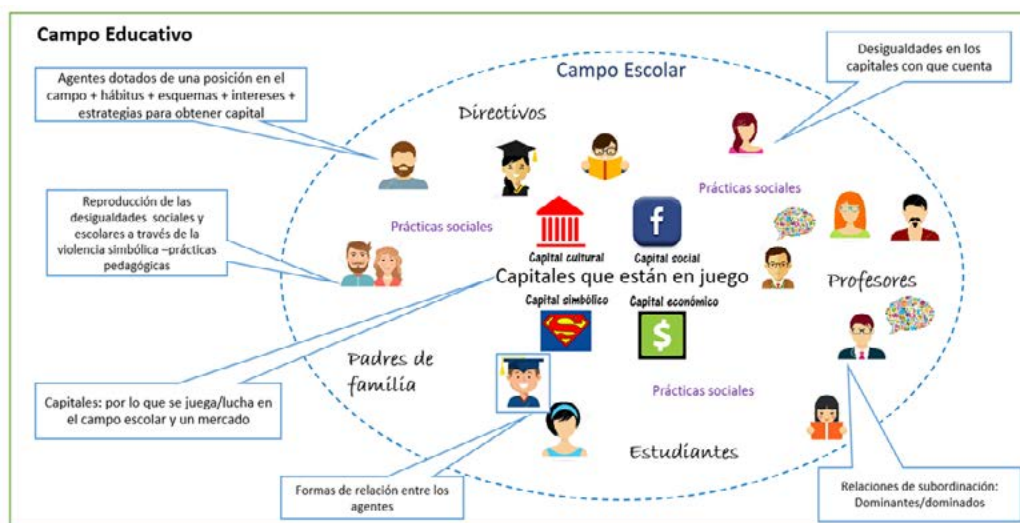 Campo Educativo
Agentes dotados de una posición en el
campo + hábitus + esquemas + intereses +
estrategias para obtener capital
Campo Escolar
Desigualdades en los
capitales con que cuenta
Directivos
Reproducción de las
desigualdades sociales y
escolares a través de la
violencia simbólica –prácticas
pedagógicas
Prácticas sociales
Prácticas sociales
f
Capital cultural
Capital social
Capitales que están en juego
Capital simbólico
Capital económico
S
$
Profesores
Padres de
família
Capitales: por lo que se juega/lucha en
el campo escolar y un mercado
Prácticas sociales
Estudiantes
Formas de relación entre los
agentes
Relaciones de subordinación:
Dominantes/dominados